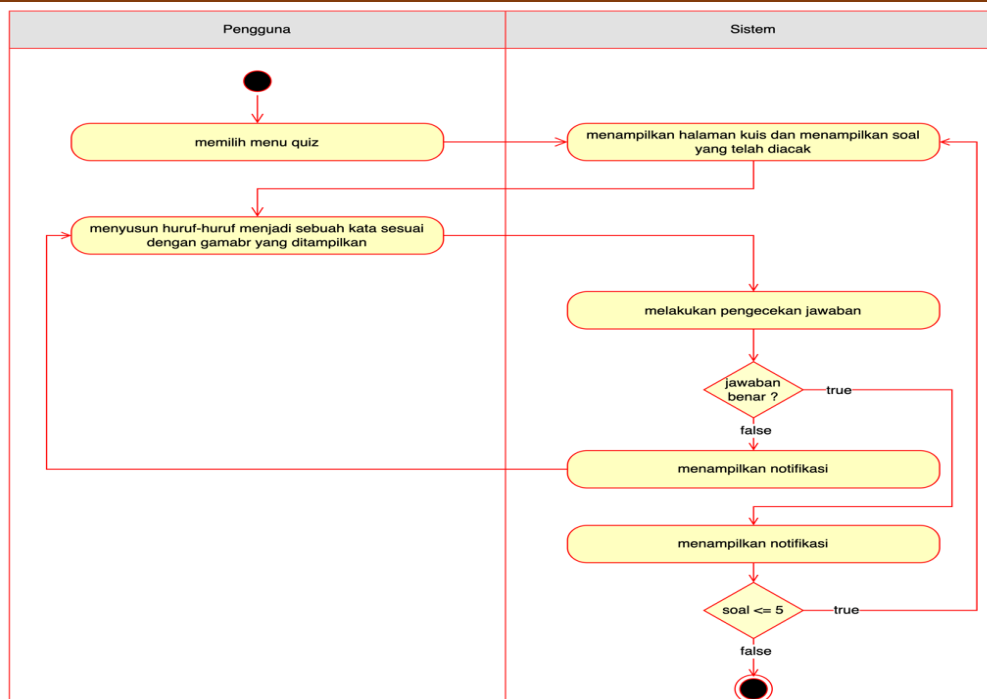 Pengguna
Sistem
memilih menu quiz
menampilkan halaman kuis dan menampilkan soal
yang telah diacak
menyusun huruf-huruf menjadi sebuah kata sesuai
dengan gamabr yang ditampilkan
melakukan pengecekan jawaban
jawaban
benar ?
true
false
menampilkan notifikasi
menampilkan notifikasi
soal <= 5
true
false